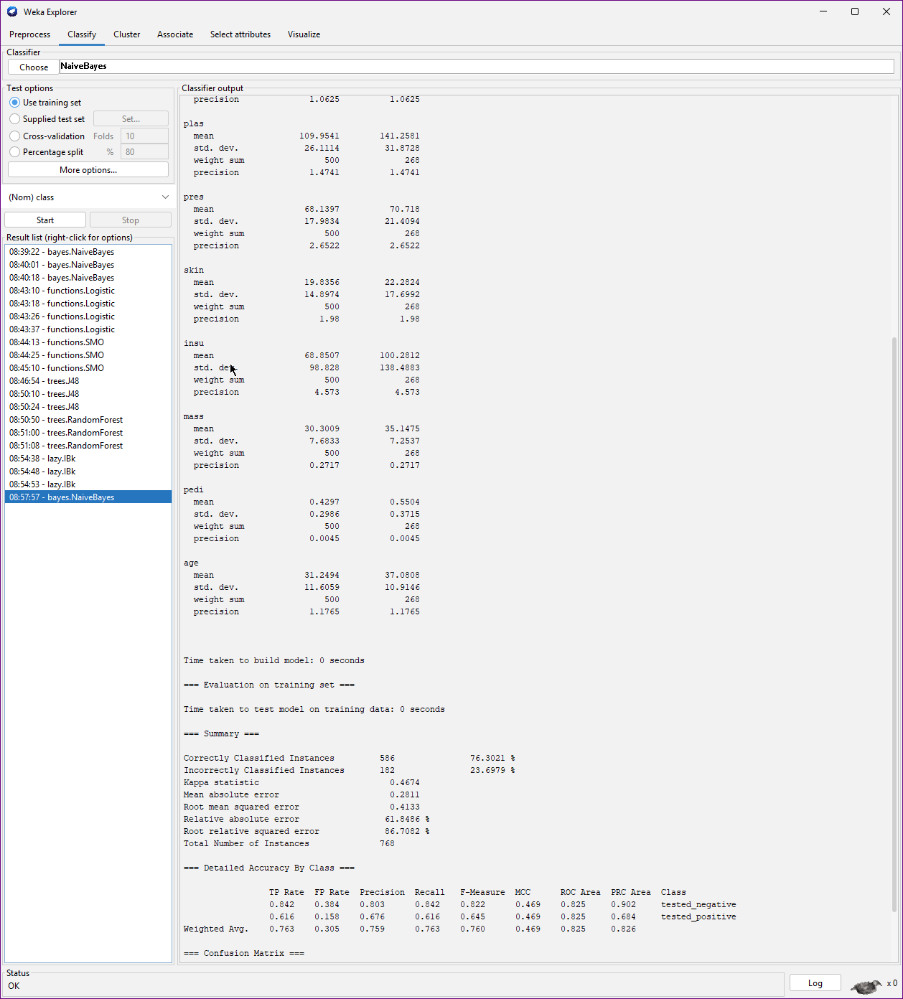 Weka Explorer
Preprocess Classify Cluster Associate Select attributes Visualize
Classifier
Choose NaiveBayes
Test options
Use training set
Supplied test set Set...
Cross-validation Folds 10
Percentage split % 80
More options...
(Nom) class
Start Stop
Result list (right-click for options)
08:39:22 - bayes.NaiveBayes
08:40:01 - bayes.NaiveBayes
08:40:18 - bayes.NaiveBayes
08:43:10 - functions.Logistic
08:43:18 - functions.Logistic
08:43:26 - functions.Logistic
08:43:37 - functions.Logistic
08:44:13 - functions.SMO
08:44:25 - functions.SMO
08:45:10 - functions.SMO
08:46:54 - trees.J48
08:50:10 - trees.J48
08:50:24 - trees.J48
08:50:50 - trees.RandomForest
08:51:00 - trees.RandomForest
08:51:08 - trees.RandomForest
08:54:38 - lazy.IBk
08:54:48 - lazy.IBk
08:54:53 - lazy.IBk
08:57:57 - bayes.NaiveBayes
Classifier output
precision 1.0625 1.0625
plas
mean 109.9541 141.2581
std. dev. 26.1114 31.8728
weight sum 500 268
precision 1.4741 1.4741
pres
mean 68.1397 70.718
std. dev. 17.9834 21.4094
weight sum 500 268
precision 2.6522 2.6522
skin
mean 19.8356 22.2824
std. dev. 14.8974 17.6992
weight sum 500 268
precision 1.98 1.98
insu
mean 68.8507 100.2812
std. dev. 98.828 138.4883
weight sum 500 268
precision 4.573 4.573
mass
mean 30.3009 35.1475
std. dev. 7.6833 7.2537
weight sum 500 268
precision 0.2717 0.2717
pedi
mean 0.4297 0.5504
std. dev. 0.2986 0.3715
weight sum 500 268
precision 0.0045 0.0045
age
mean 31.2494 37.0808
std. dev. 11.6059 10.9146
weight sum 500 268
precision 1.1765 1.1765
Time taken to build model: 0 seconds
=== Evaluation on training set ===
Time taken to test model on training data: 0 seconds
=== Summary ===
Correctly Classified Instances 586 76.3021 %
Incorrectly Classified Instances 182 23.6979 %
Kappa statistic 0.4674
Mean absolute error 0.2811
Root mean squared error 0.4133
Relative absolute error 61.8486 %
Root relative squared error 86.7082 %
Total Number of Instances 768
=== Detailed Accuracy By Class ===
TP Rate FP Rate Precision Recall F-Measure MCC ROC Area PRC Area Class
0.842 0.384 0.803 0.842 0.822 0.469 0.825 0.902 tested_negative
0.616 0.158 0.676 0.616 0.645 0.469 0.825 0.684 tested_positive
Weighted Avg. 0.763 0.305 0.759 0.763 0.760 0.469 0.825 0.826
=== Confusion Matrix ===
Status
OK
Log
x 0